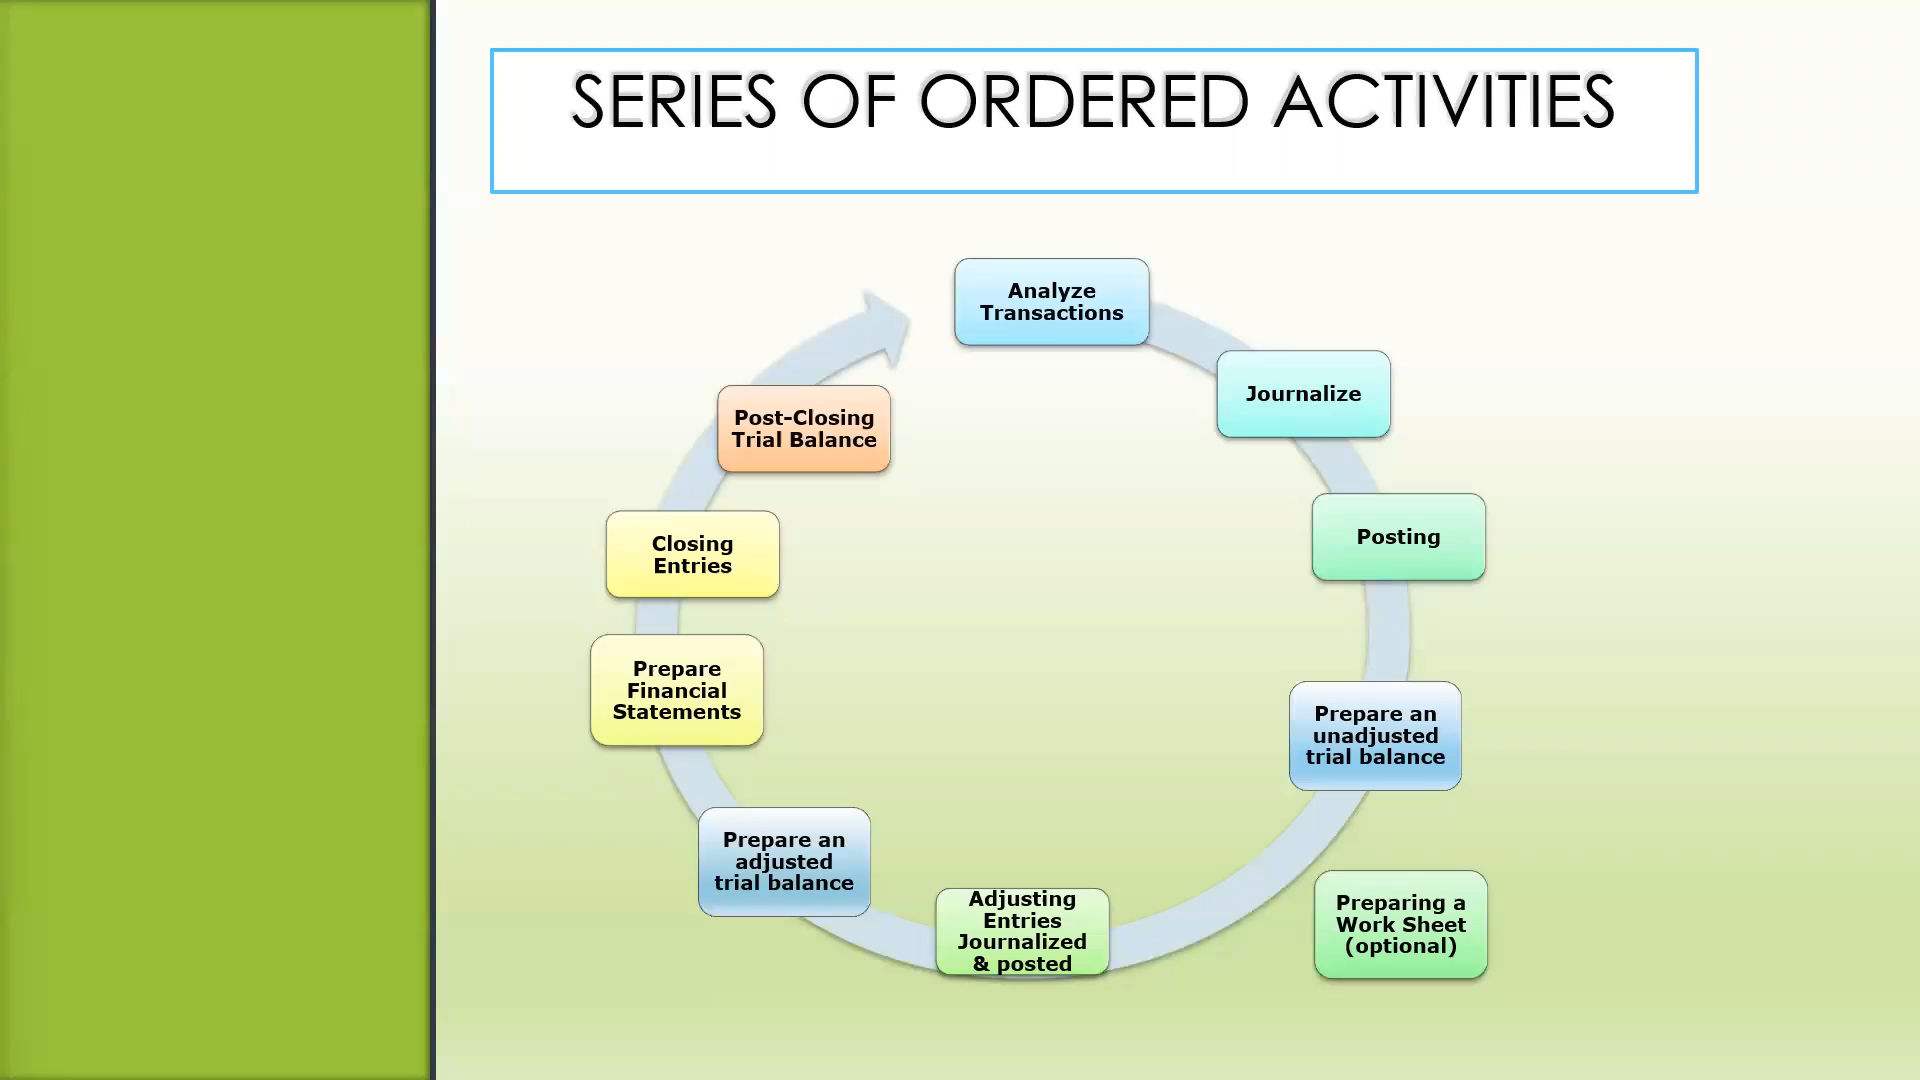 SERIES OF ORDERED ACTIVITIES
Analyze
Transactions
Journalize
Posting
Prepare an
unadjusted
trial balance
Preparing a
Work Sheet
(optional)
Adjusting
Entries
Journalized
& posted
Prepare an
adjusted
trial balance
Prepare
Financial
Statements
Closing
Entries
Post-Closing
Trial Balance